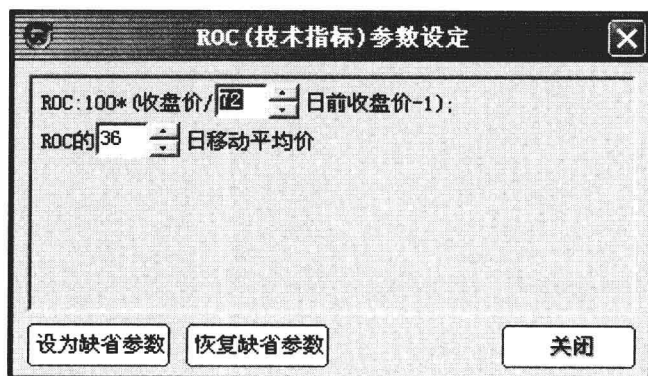 ROC(技术指标)参数设定
ROC:100*(收盘价/72日前收盘价-1);
ROC的36日移动平均价
设为缺省参数 恢复缺省参数 关闭